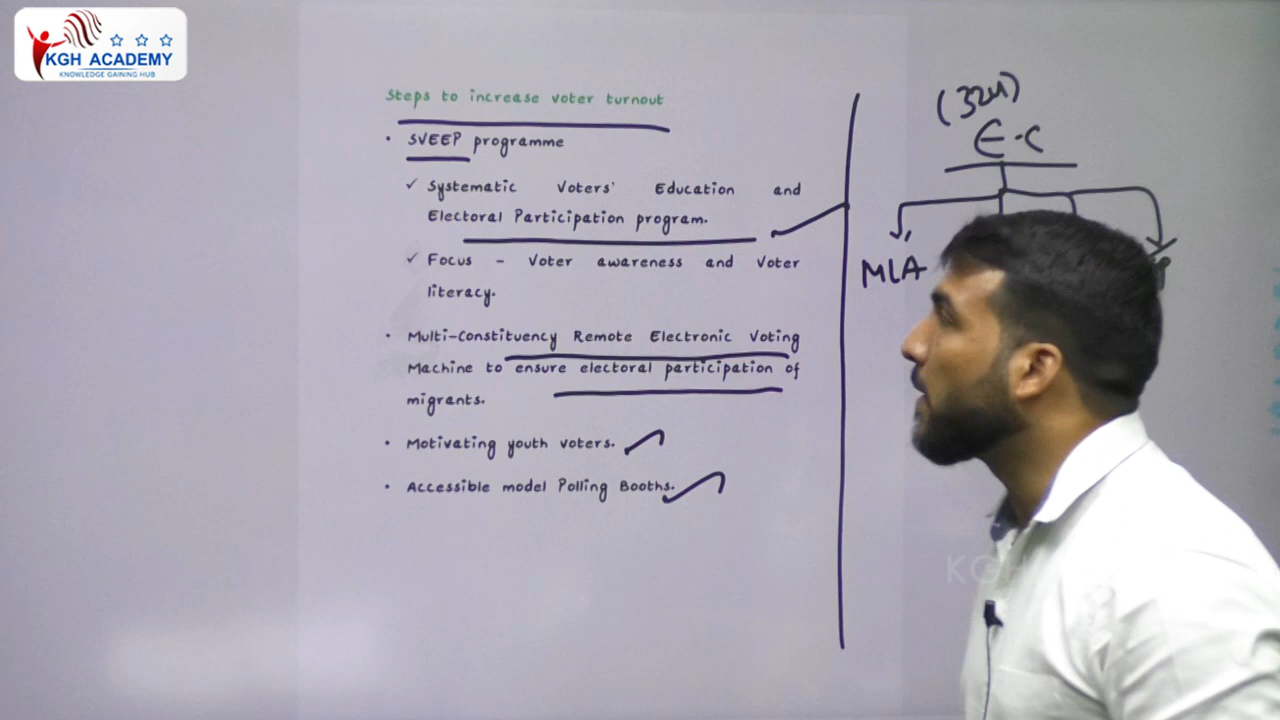 KGH ACADEMY
KNOWLEDGE GAINING HUB
Steps to increase voter turnout
• SVEEP programme
✓ Systematic Voters' Education and
Electoral Participation program.
✓ Focus - Voter awareness and Voter
literacy.
• Multi-Constituency Remote Electronic Voting
Machine to ensure electoral participation of
migrants.
• Motivating youth voters.
• Accessible model Polling Booths.
(324)
E.C
MLA
KGH